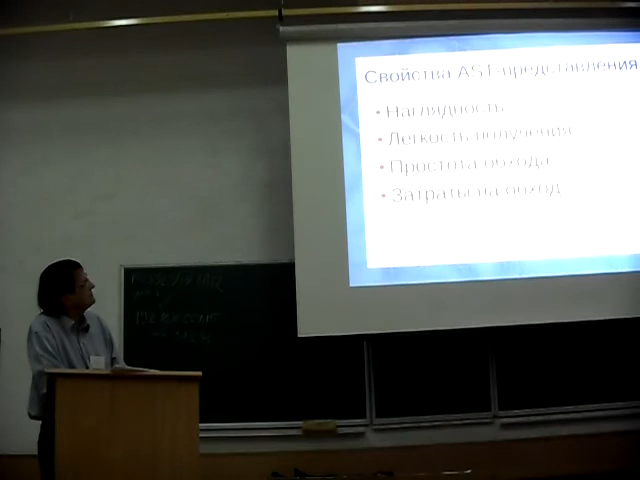 Свойства AST-представления
• Наглядность
• Легкость получения
• Простота обхода
• Затраты на обход